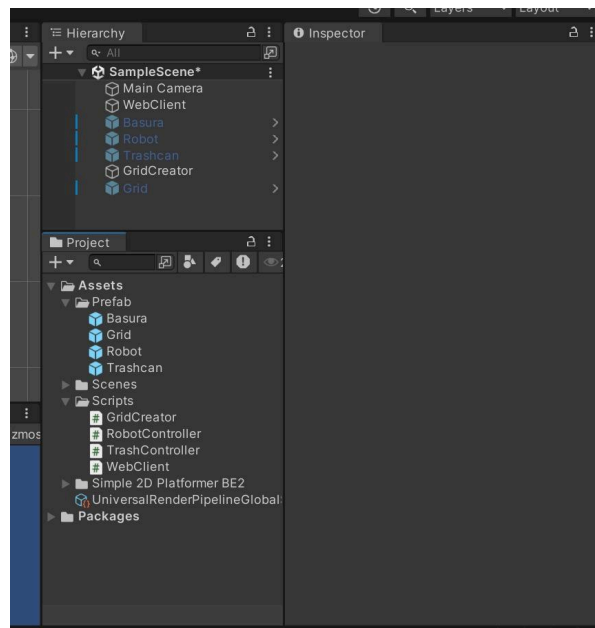 Layers Layout
Hierarchy
All
SampleScene*
Main Camera
WebClient
Basura
Robot
Trashcan
GridCreator
Grid
Inspector
Project
Assets
Prefab
Basura
Grid
Robot
Trashcan
Scenes
Scripts
GridCreator
RobotController
TrashController
WebClient
Simple 2D Platformer BE2
UniversalRenderPipelineGlobal
Packages
zmos